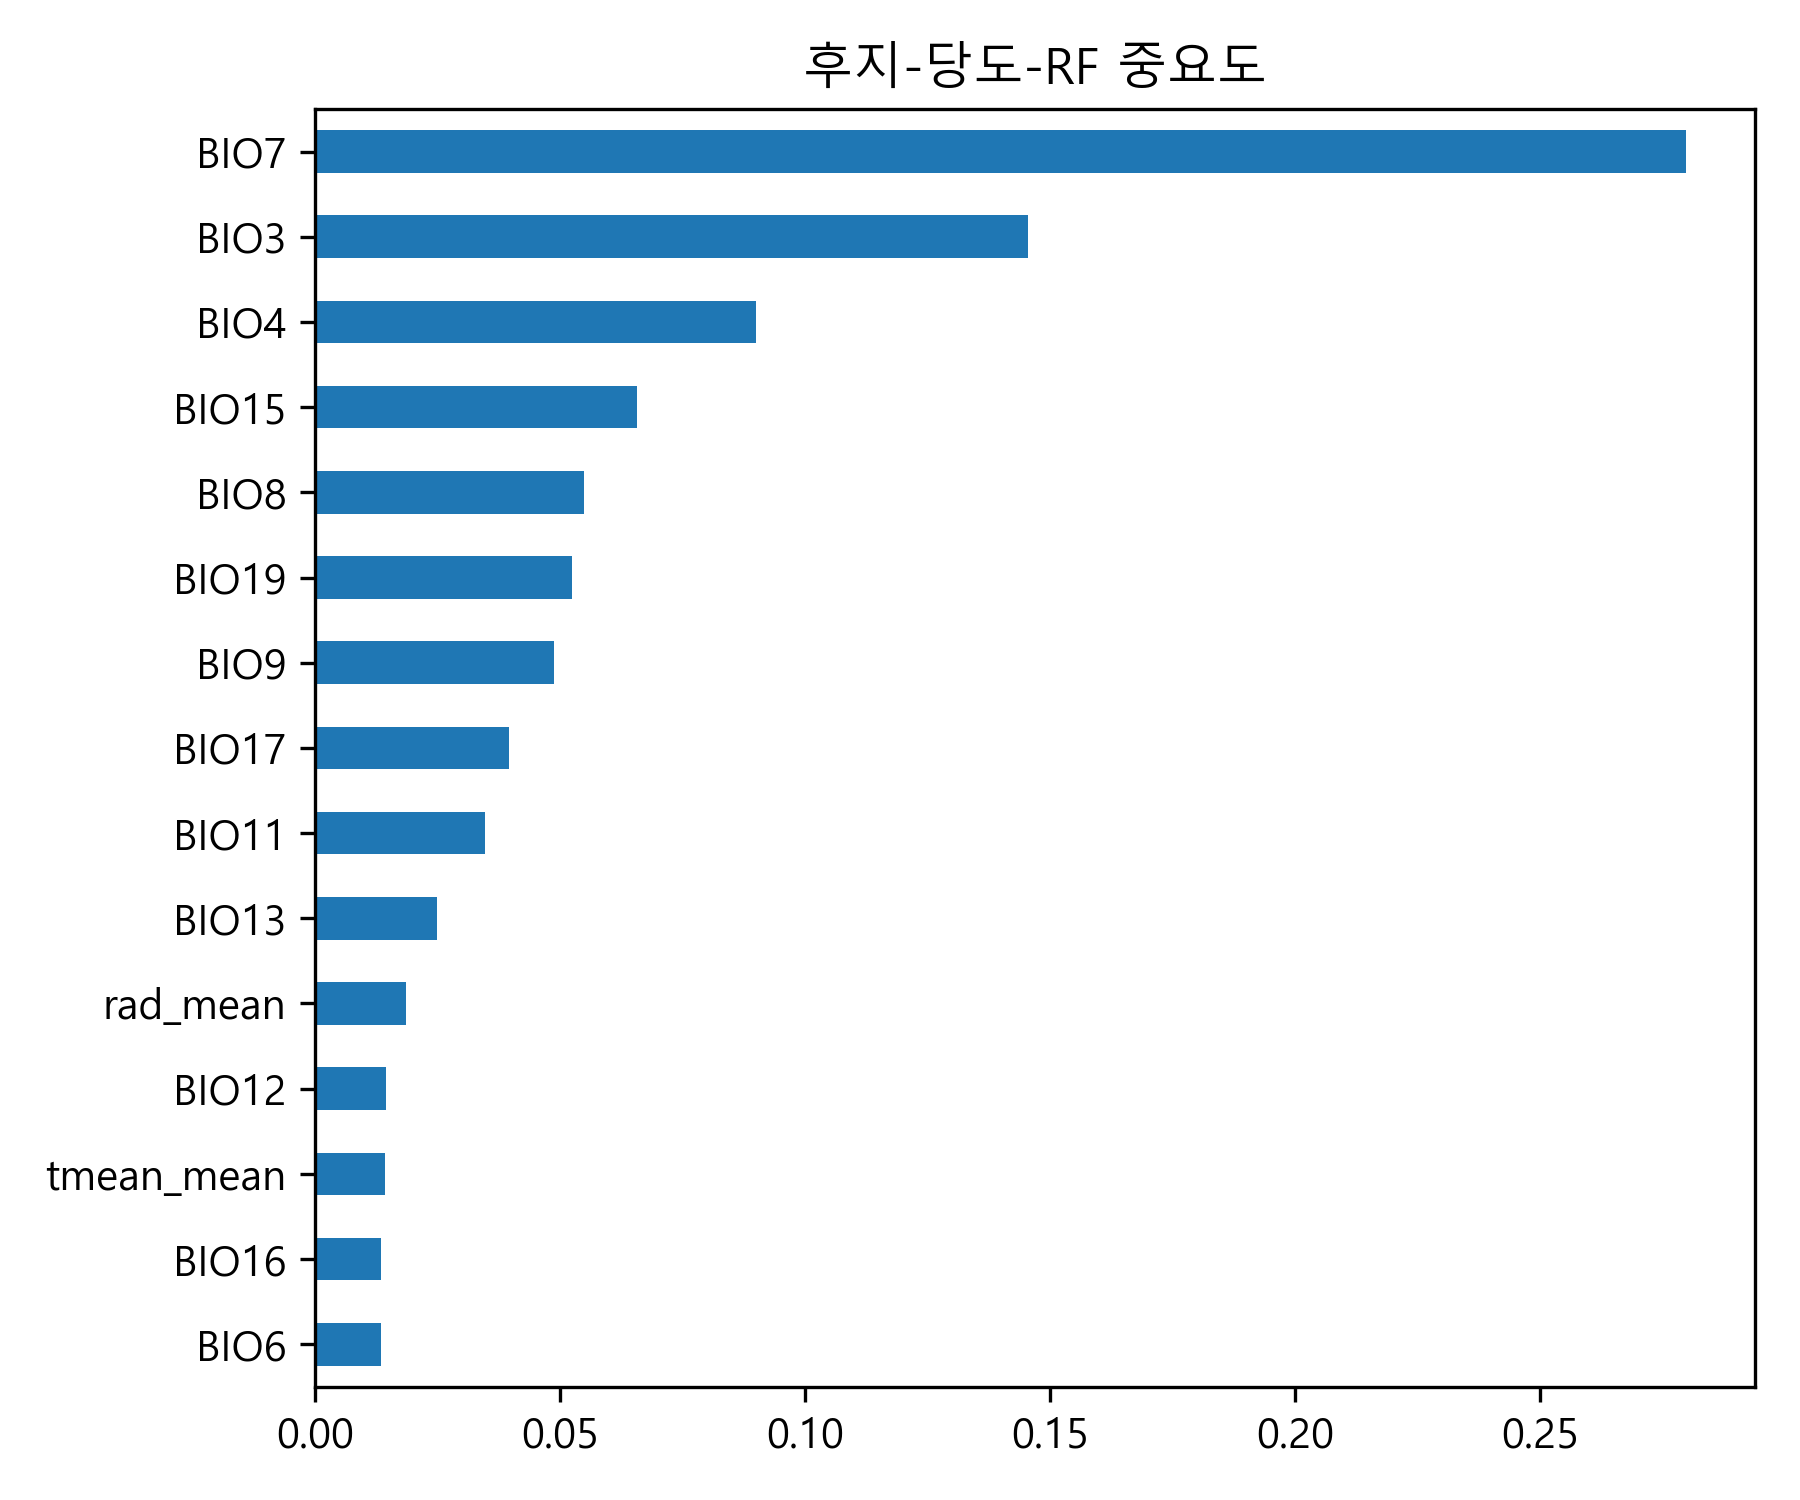 후지-당도-RF 중요도
BIO7
BIO3
BIO4
BIO15
BIO8
BIO19
BIO9
BIO17
BIO11
BIO13
rad_mean
BIO12
tmean_mean
BIO16
BIO6
0.00 0.05 0.10 0.15 0.20 0.25